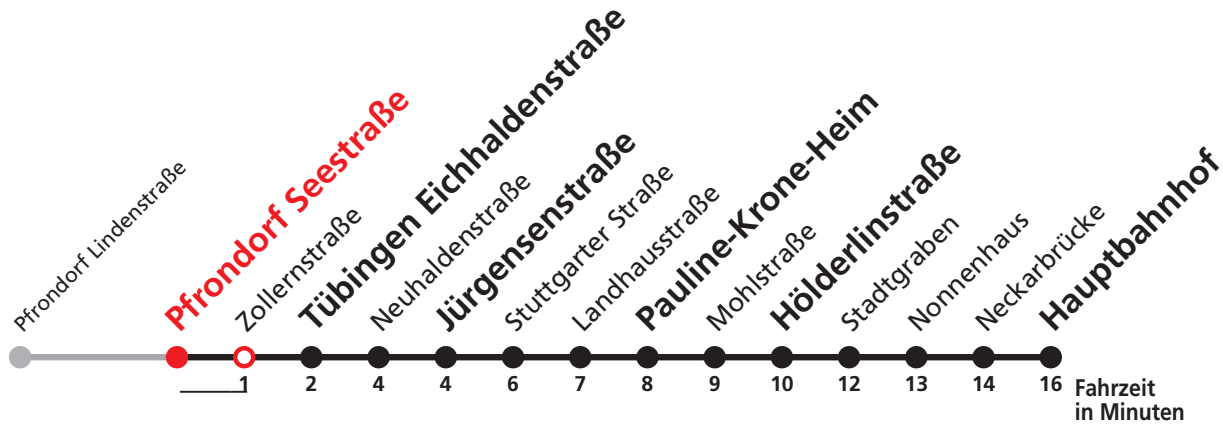 Pfrondorf Lindenstraße
Pfrondorf Seestraße
Zollernstraße
Tübingen Eichhaldenstraße
Neuhaldenstraße
Jürgensenstraße
Stuttgarter Straße
Landhausstraße
Pauline-Krone-Heim
Mohlstraße
Hölderlinstraße
Stadtgraben
Nonnenhaus
Neckarbrücke
Hauptbahnhof
1 2 4 4 6 7 8 9 10 12 13 14 16 Fahrzeit
in Minuten